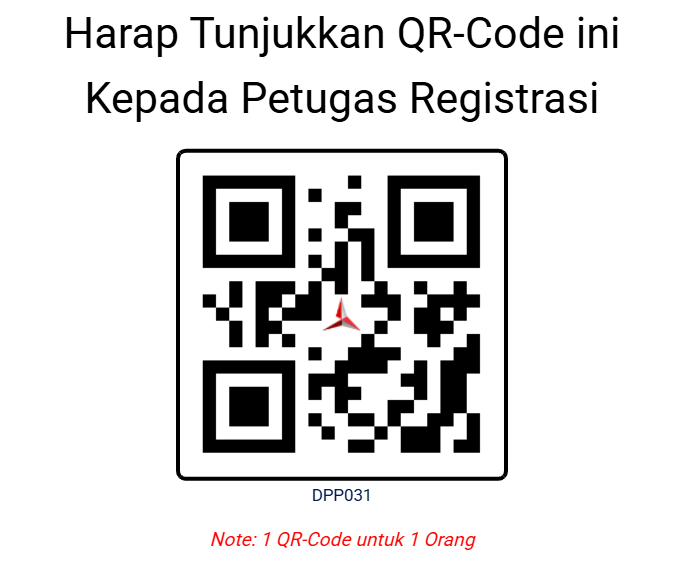 Harap Tunjukkan QR-Code ini
Kepada Petugas Registrasi
DPP031
Note: 1 QR-Code untuk 1 Orang